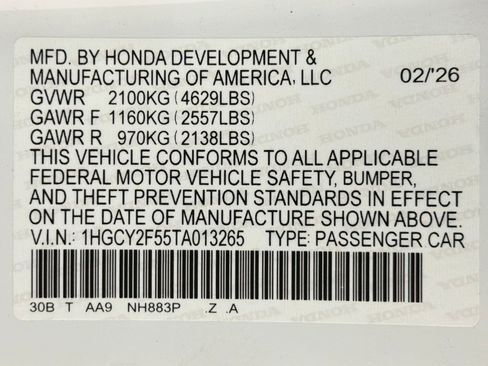 MFD. BY HONDA DEVELOPMENT &
MANUFACTURING OF AMERICA, LLC 02/'26
GVWR 2100KG (4629LBS)
GAWR F 1160KG (2557LBS)
GAWR R 970KG (2138LBS)
THIS VEHICLE CONFORMS TO ALL APPLICABLE
FEDERAL MOTOR VEHICLE SAFETY, BUMPER,
AND THEFT PREVENTION STANDARDS IN EFFECT
ON THE DATE OF MANUFACTURE SHOWN ABOVE.
V.I.N.: 1HGCY2F55TA013265 TYPE: PASSENGER CAR
30B T AA9 NH883P .Z .A